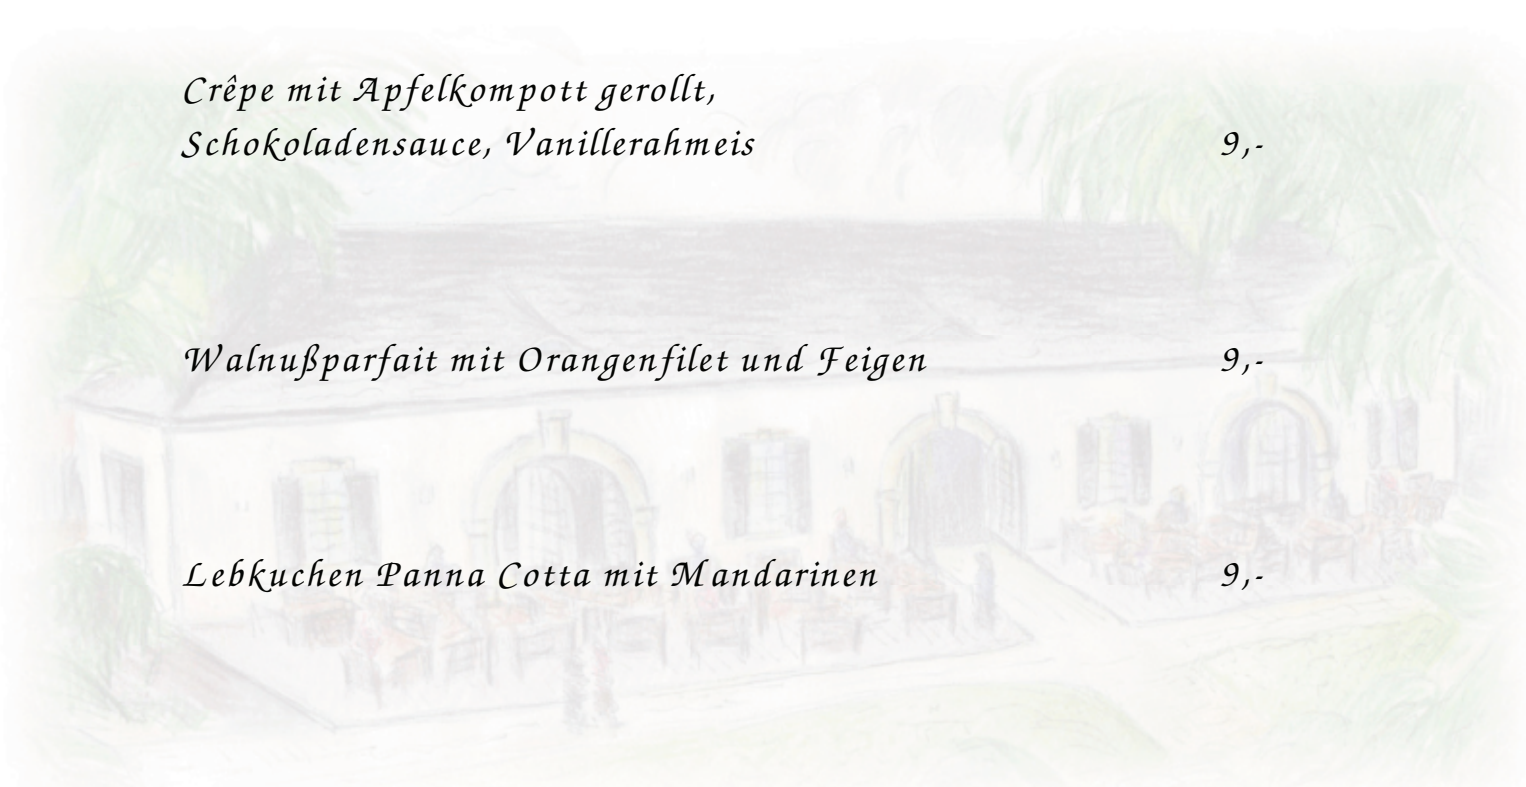 Crêpe mit Apfelkompott gerollt,
Schokoladensauce, Vanillerahmeis 9,-
Walnußparfait mit Orangenfilet und Feigen 9,-
Lebkuchen Panna Cotta mit Mandarinen 9,-